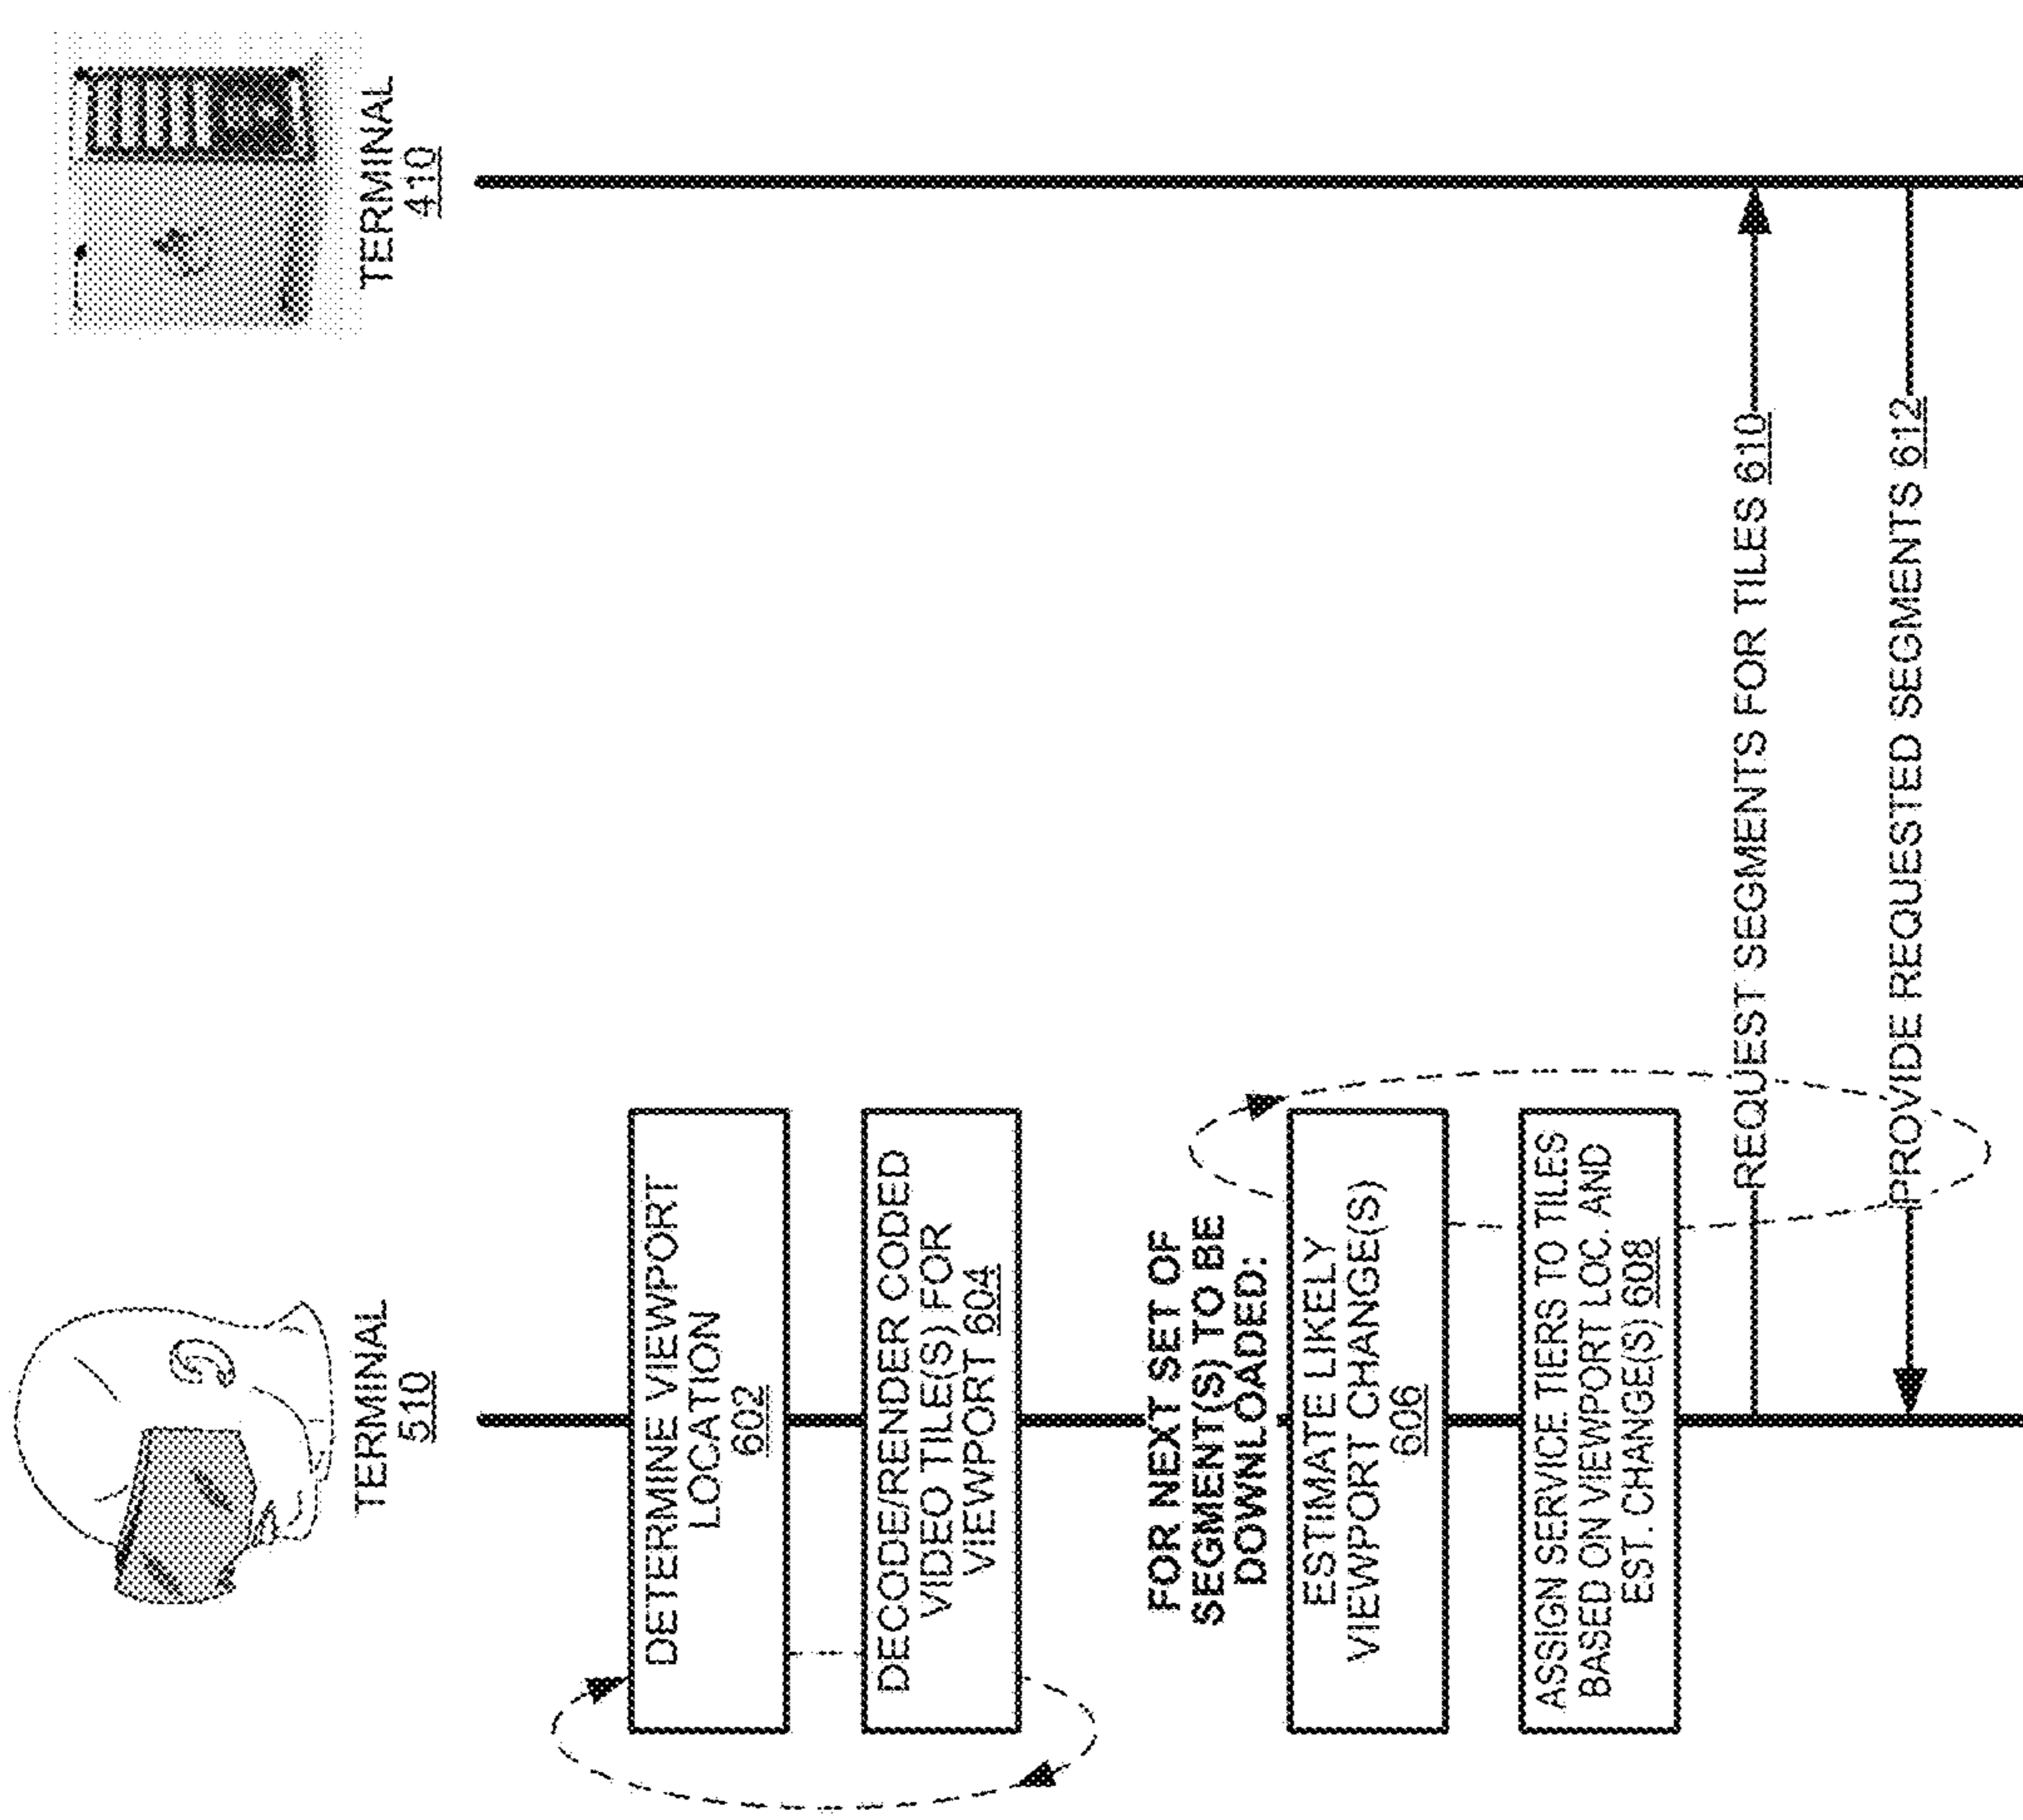 TERMINAL
510
TERMINAL
410
DETERMINE VIEWPORT
LOCATION
602
DECODE/RENDER CODED
VIDEO TILE(S) FOR
VIEWPORT 604
FOR NEXT SET OF
SEGMENT(S) TO BE
DOWNLOADED:
ESTIMATE LIKELY
VIEWPORT CHANGE(S)
606
ASSIGN SERVICE TIERS TO TILES
BASED ON VIEWPORT LOC. AND
EST. CHANGE(S) 608
REQUEST SEGMENTS FOR TILES 610
PROVIDE REQUESTED SEGMENTS 612